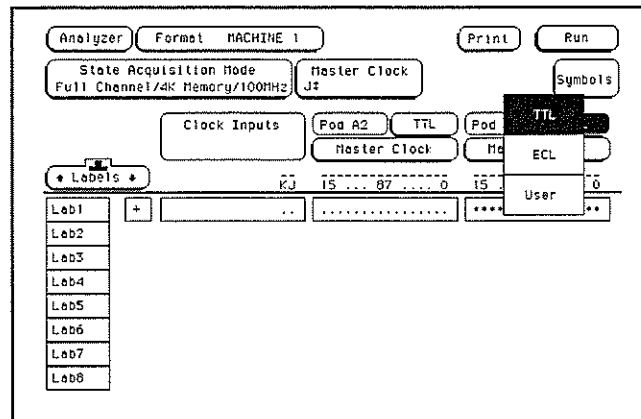 Analyzer Format MACHINE 1 Print Run
State Acquisition Mode Master Clock Symbols
Full Channel/4K Memory/100MHz J↕
Clock Inputs Pod A2 TTL Pod TTL
Master Clock Ma ECL
Labels KJ 15 ... 87 .... 0 15 . User 0
Lab1 + .. ................ **** **
Lab2
Lab3
Lab4
Lab5
Lab6
Lab7
Lab8